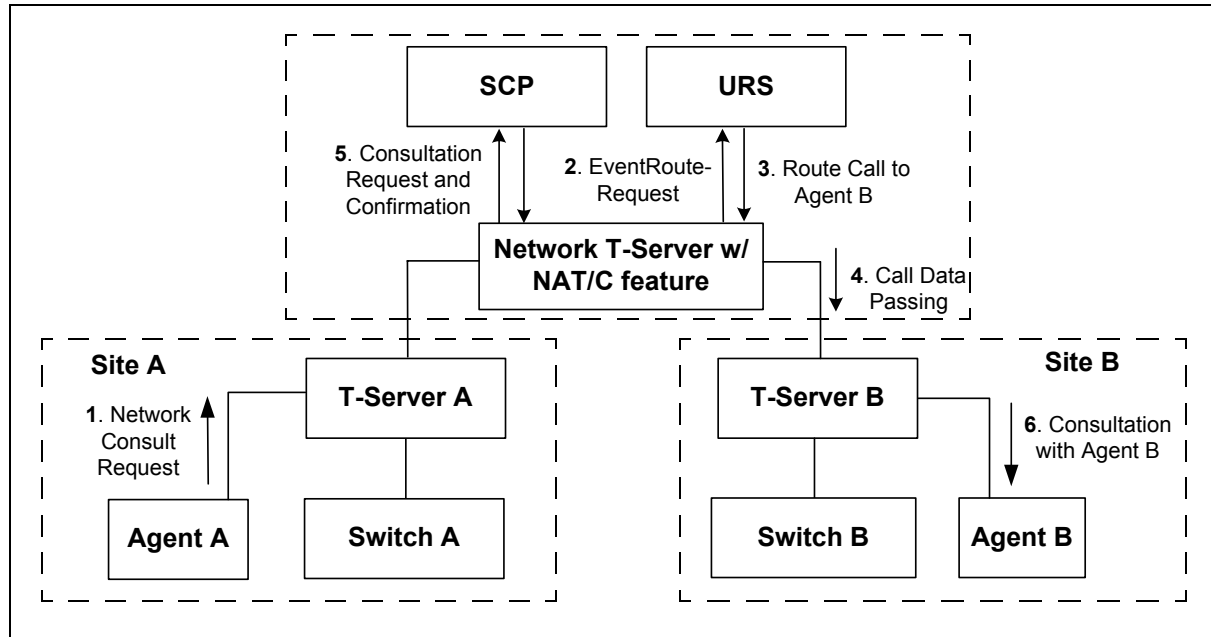 SCP
URS
5. Consultation
Request and
Confirmation
2. EventRoute-
Request
3. Route Call to
Agent B
Network T-Server w/
NAT/C feature
4. Call Data
Passing
Site A
T-Server A
1. Network
Consult
Request
Agent A
Switch A
Site B
T-Server B
6. Consultation
with Agent B
Switch B
Agent B